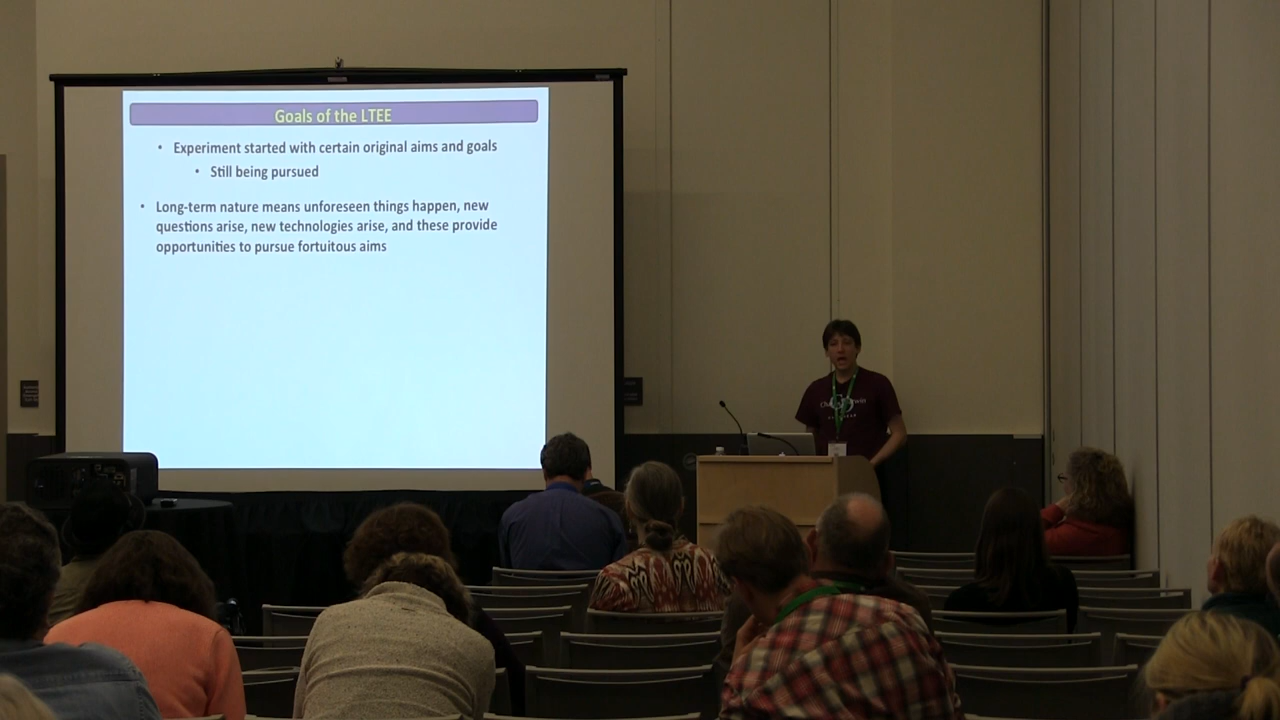 Goals of the LTEE
• Experiment started with certain original aims and goals
• Still being pursued
• Long-term nature means unforeseen things happen, new
questions arise, new technologies arise, and these provide
opportunities to pursue fortuitous aims